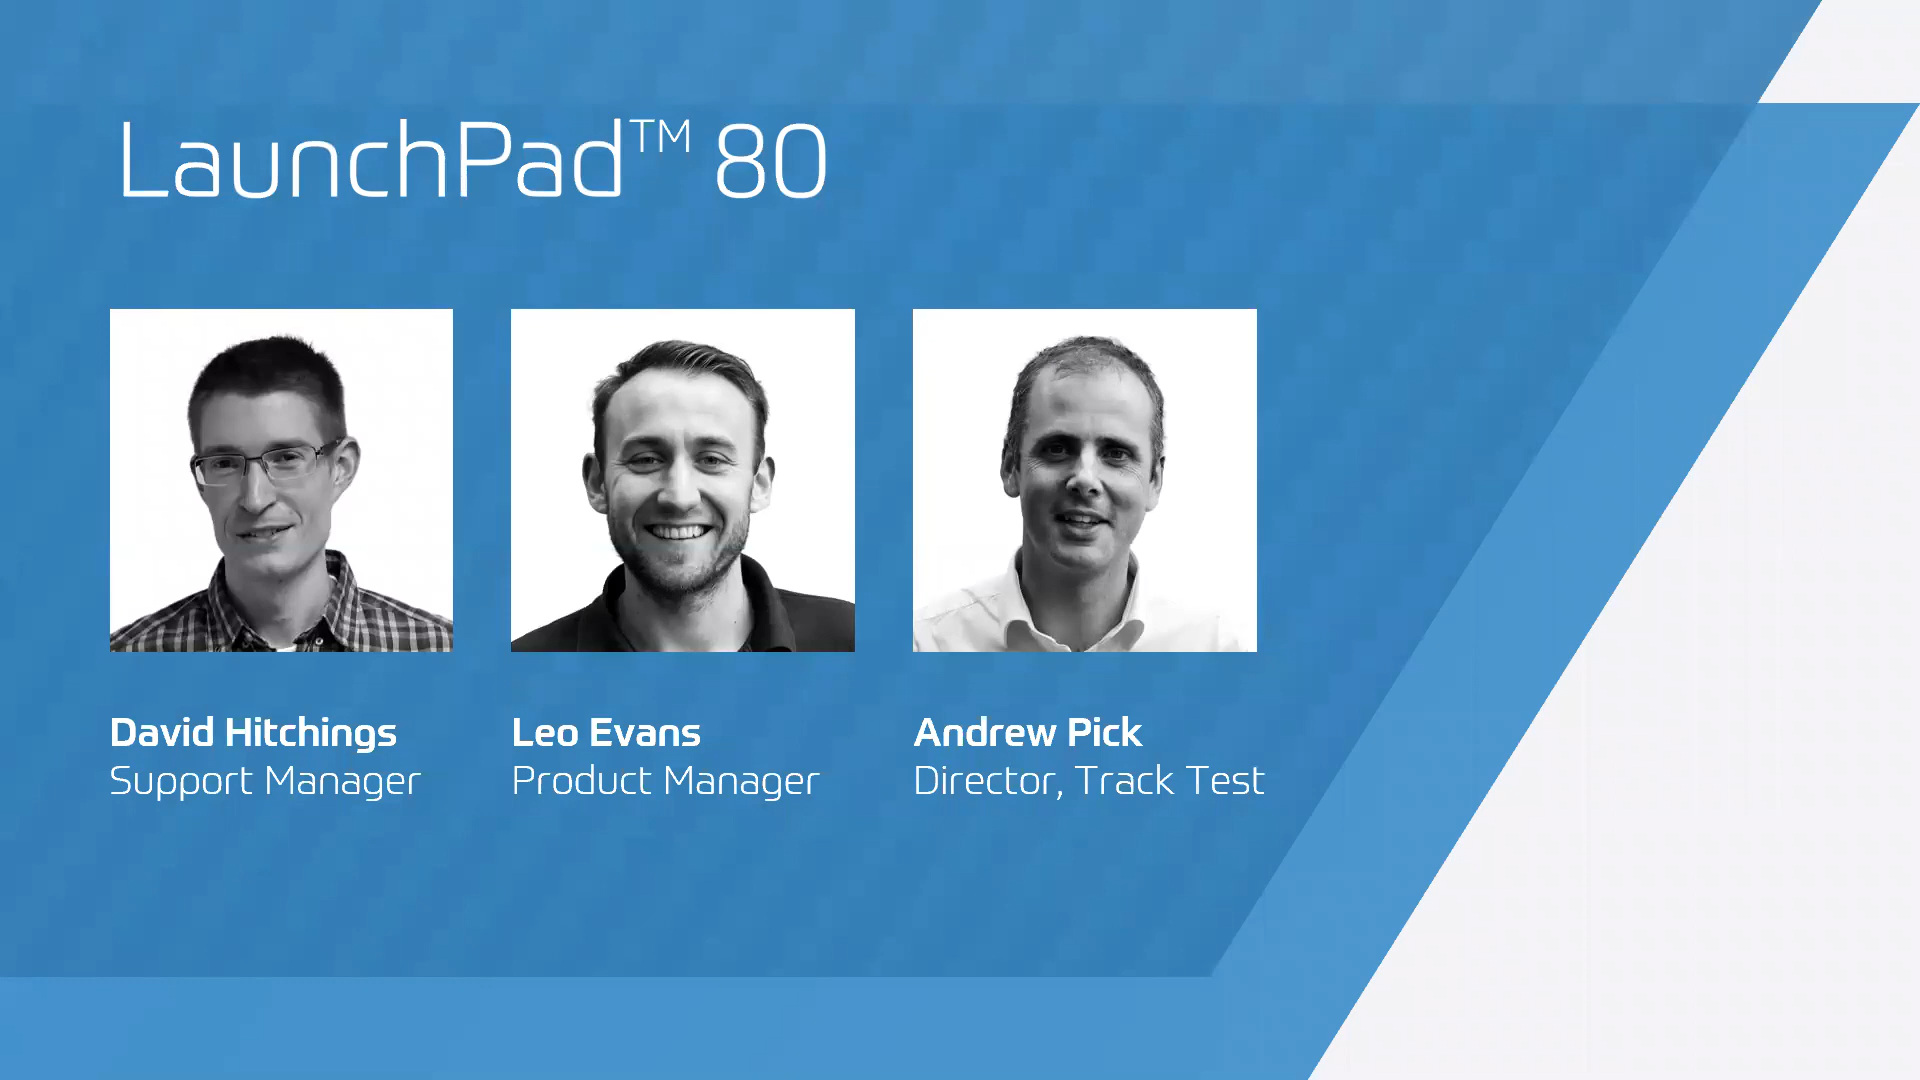 LaunchPad™ 80
David Hitchings
Support Manager
Leo Evans
Product Manager
Andrew Pick
Director, Track Test